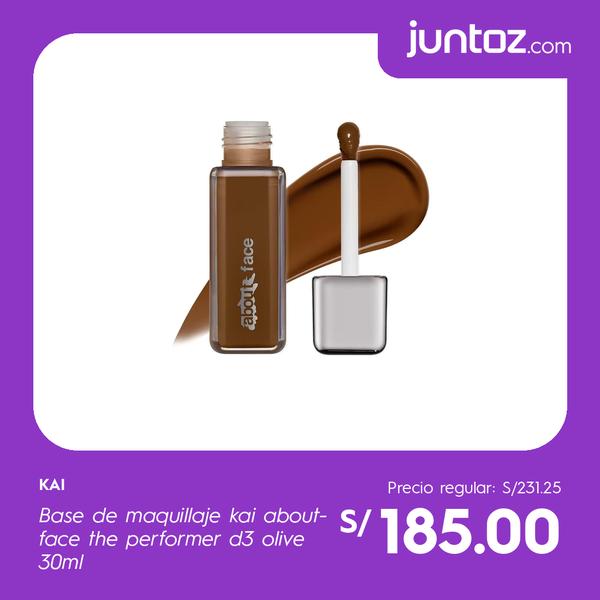 juntoz.com
about-face
KAI
Base de maquillaje kai about-
face the performer d3 olive
30ml
Precio regular: S/231.25
S/185.00